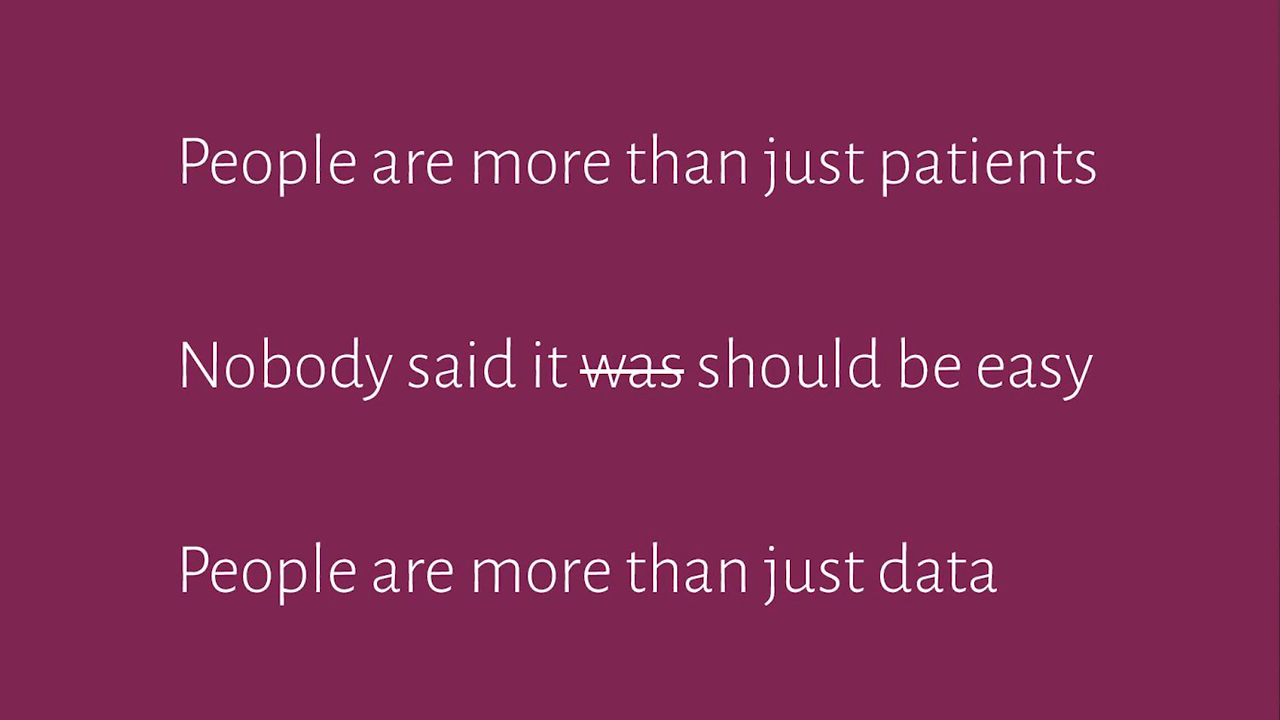 People are more than just patients
Nobody said it was should be easy
People are more than just data